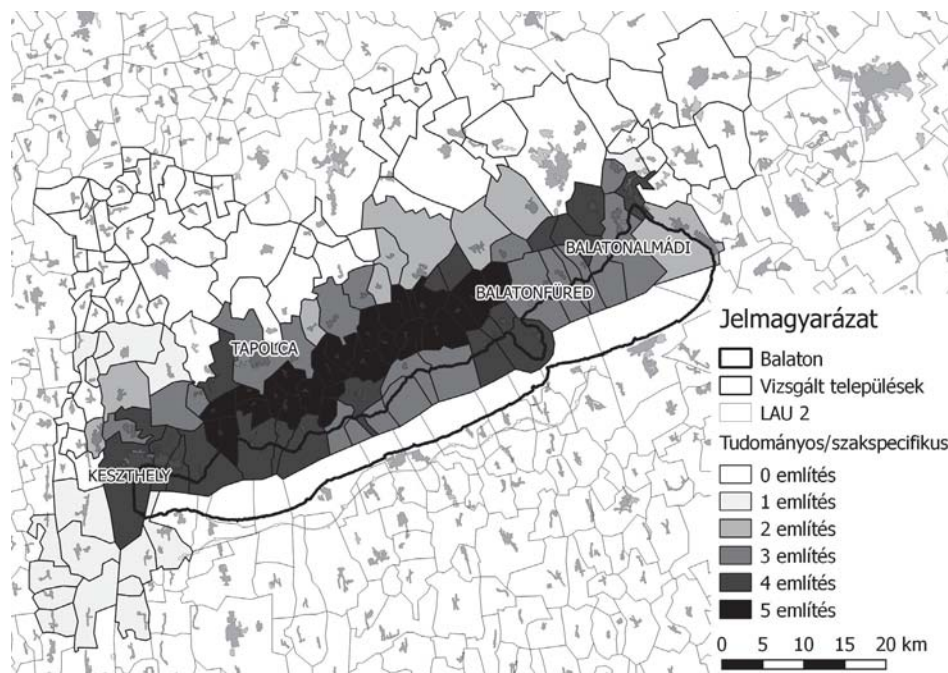 BALATONALMÁDI
BALATONFÜRED
TAPOLCA
KESZTHELY
Jelmagyarázat
Balaton
Vizsgált települések
LAU 2
Tudományos/szakspecifikus
0 említés
1 említés
2 említés
3 említés
4 említés
5 említés
0 5 10 15 20 km